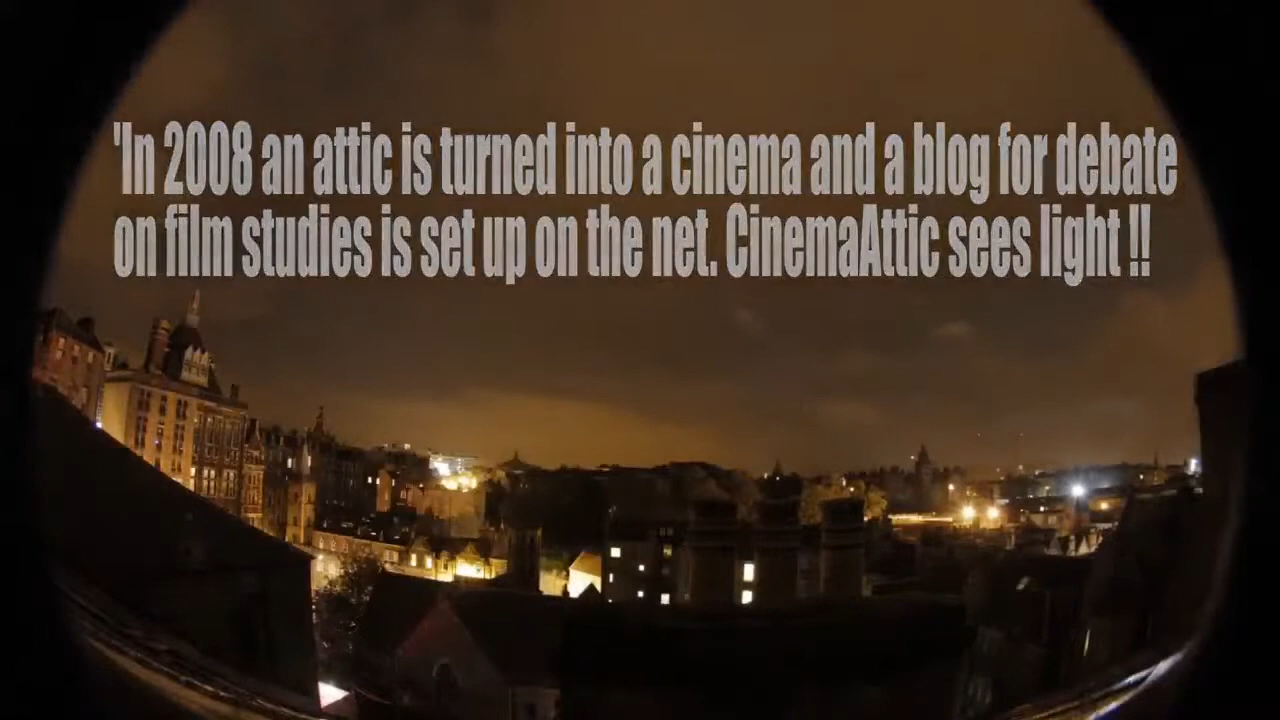 'In 2008 an attic is turned into a cinema and a blog for debate
on film studies is set up on the net. CinemaAttic sees light !!